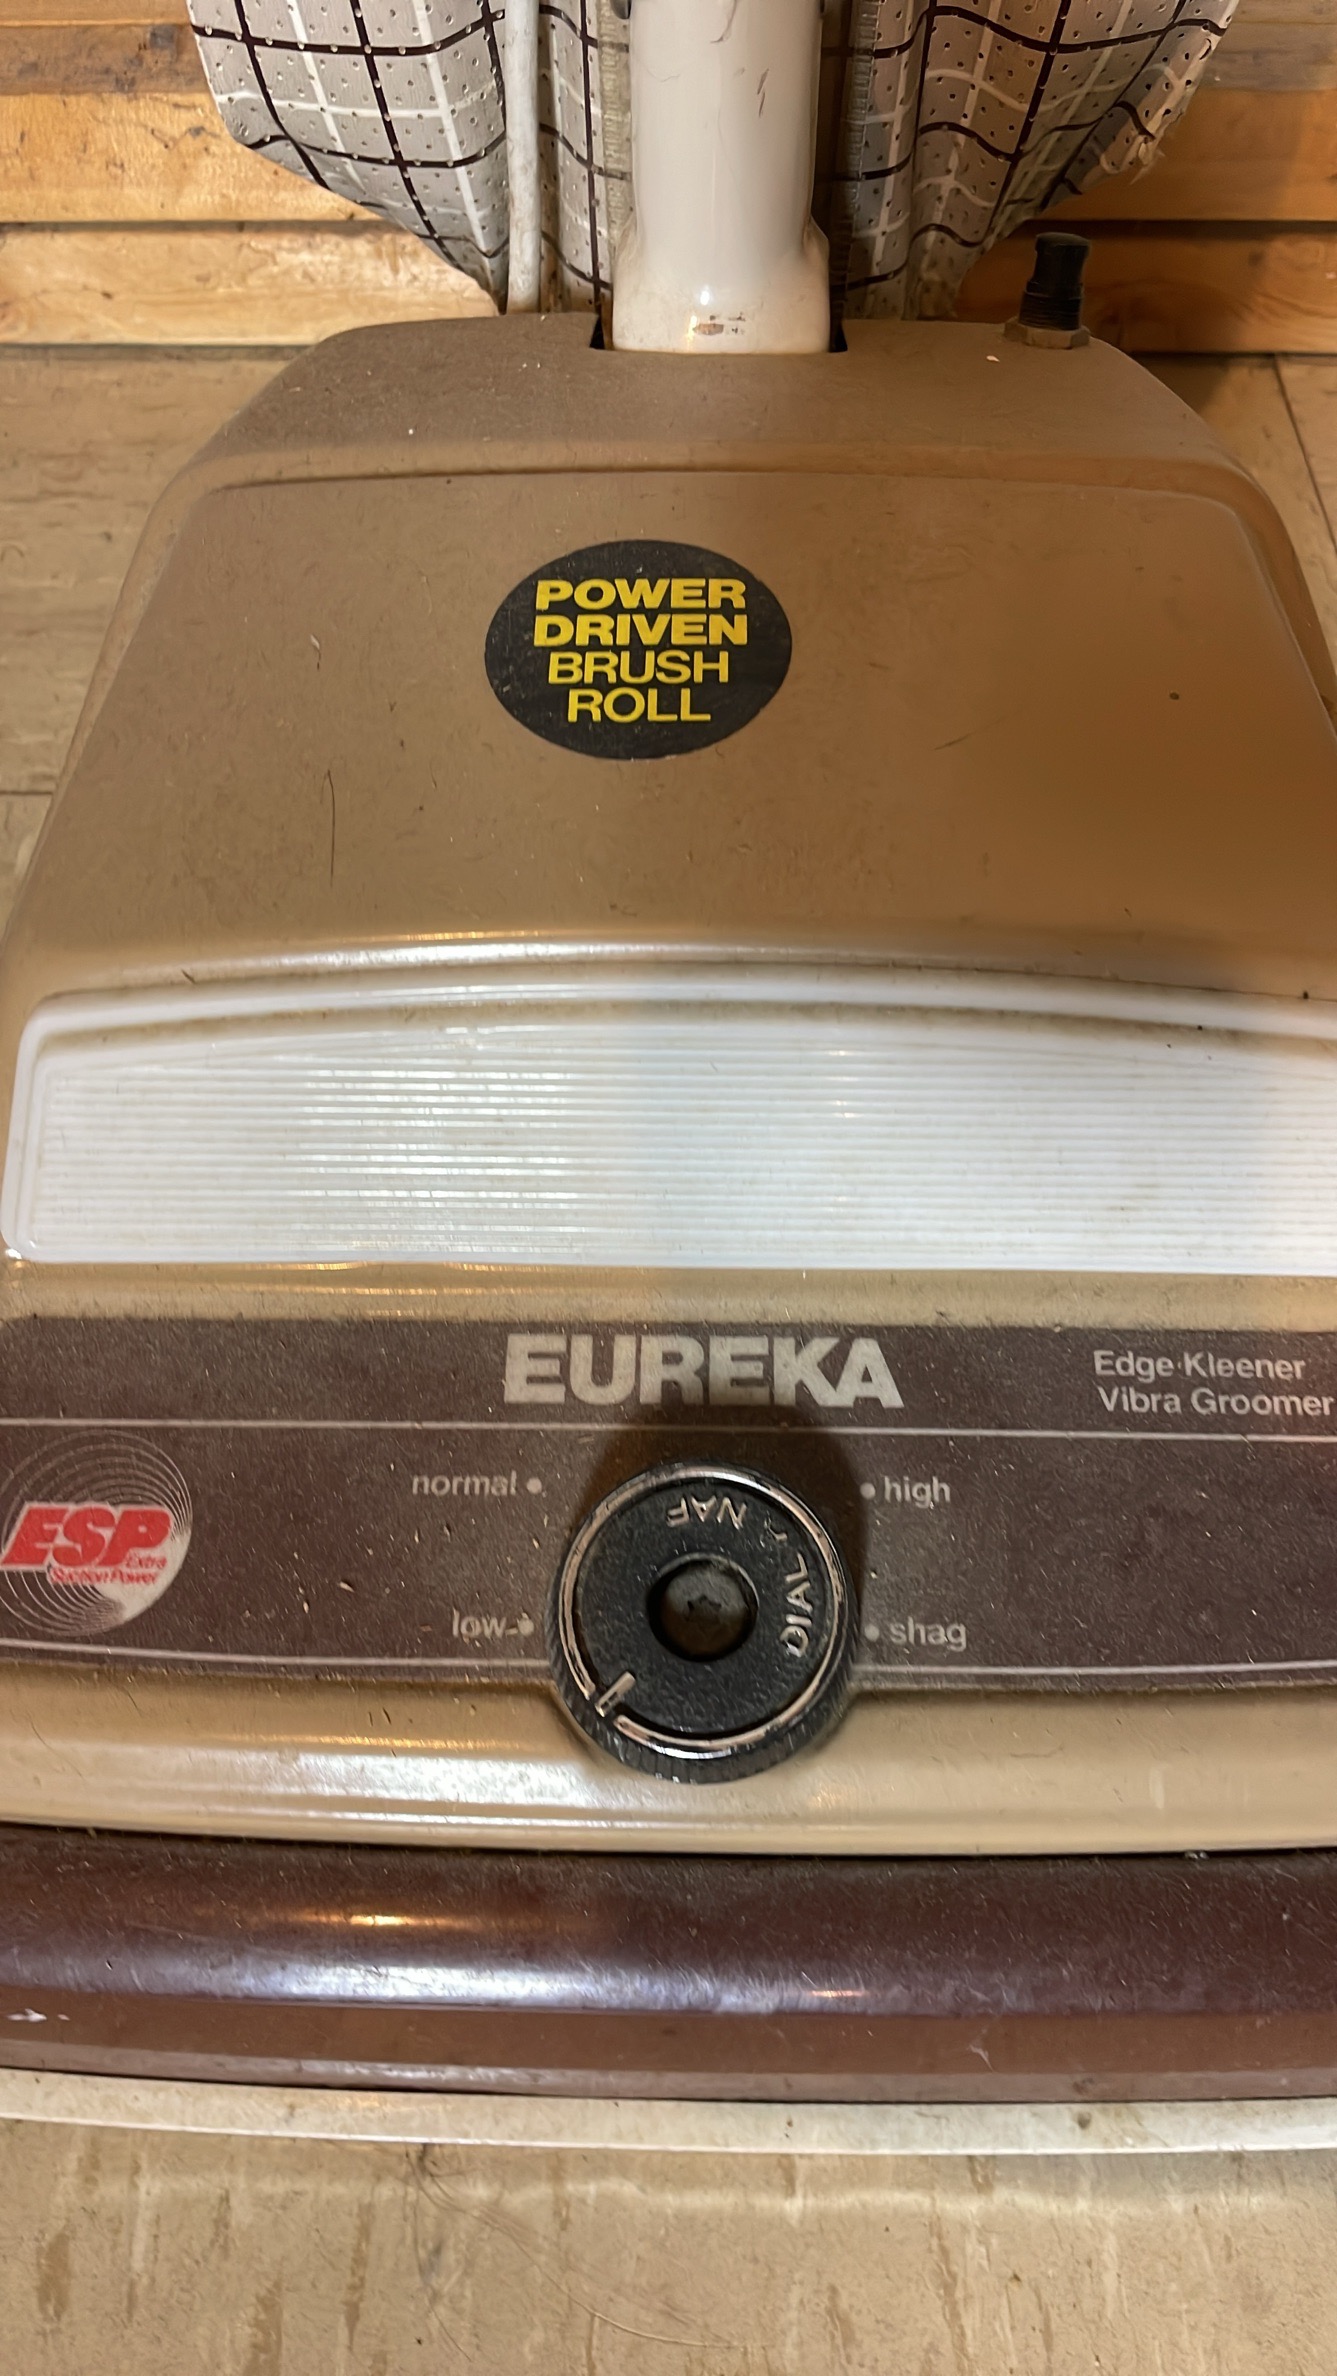 POWER
DRIVEN
BRUSH
ROLL
EUREKA
Edge Kleener
Vibra Groomer
normal
high
ESP
Extra
Suction Power
DIAL A NAP
low
shag